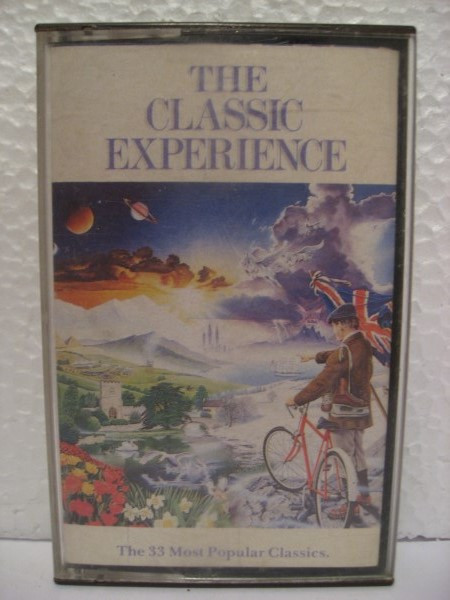 THE
CLASSIC
EXPERIENCE
The 33 Most Popular Classics.